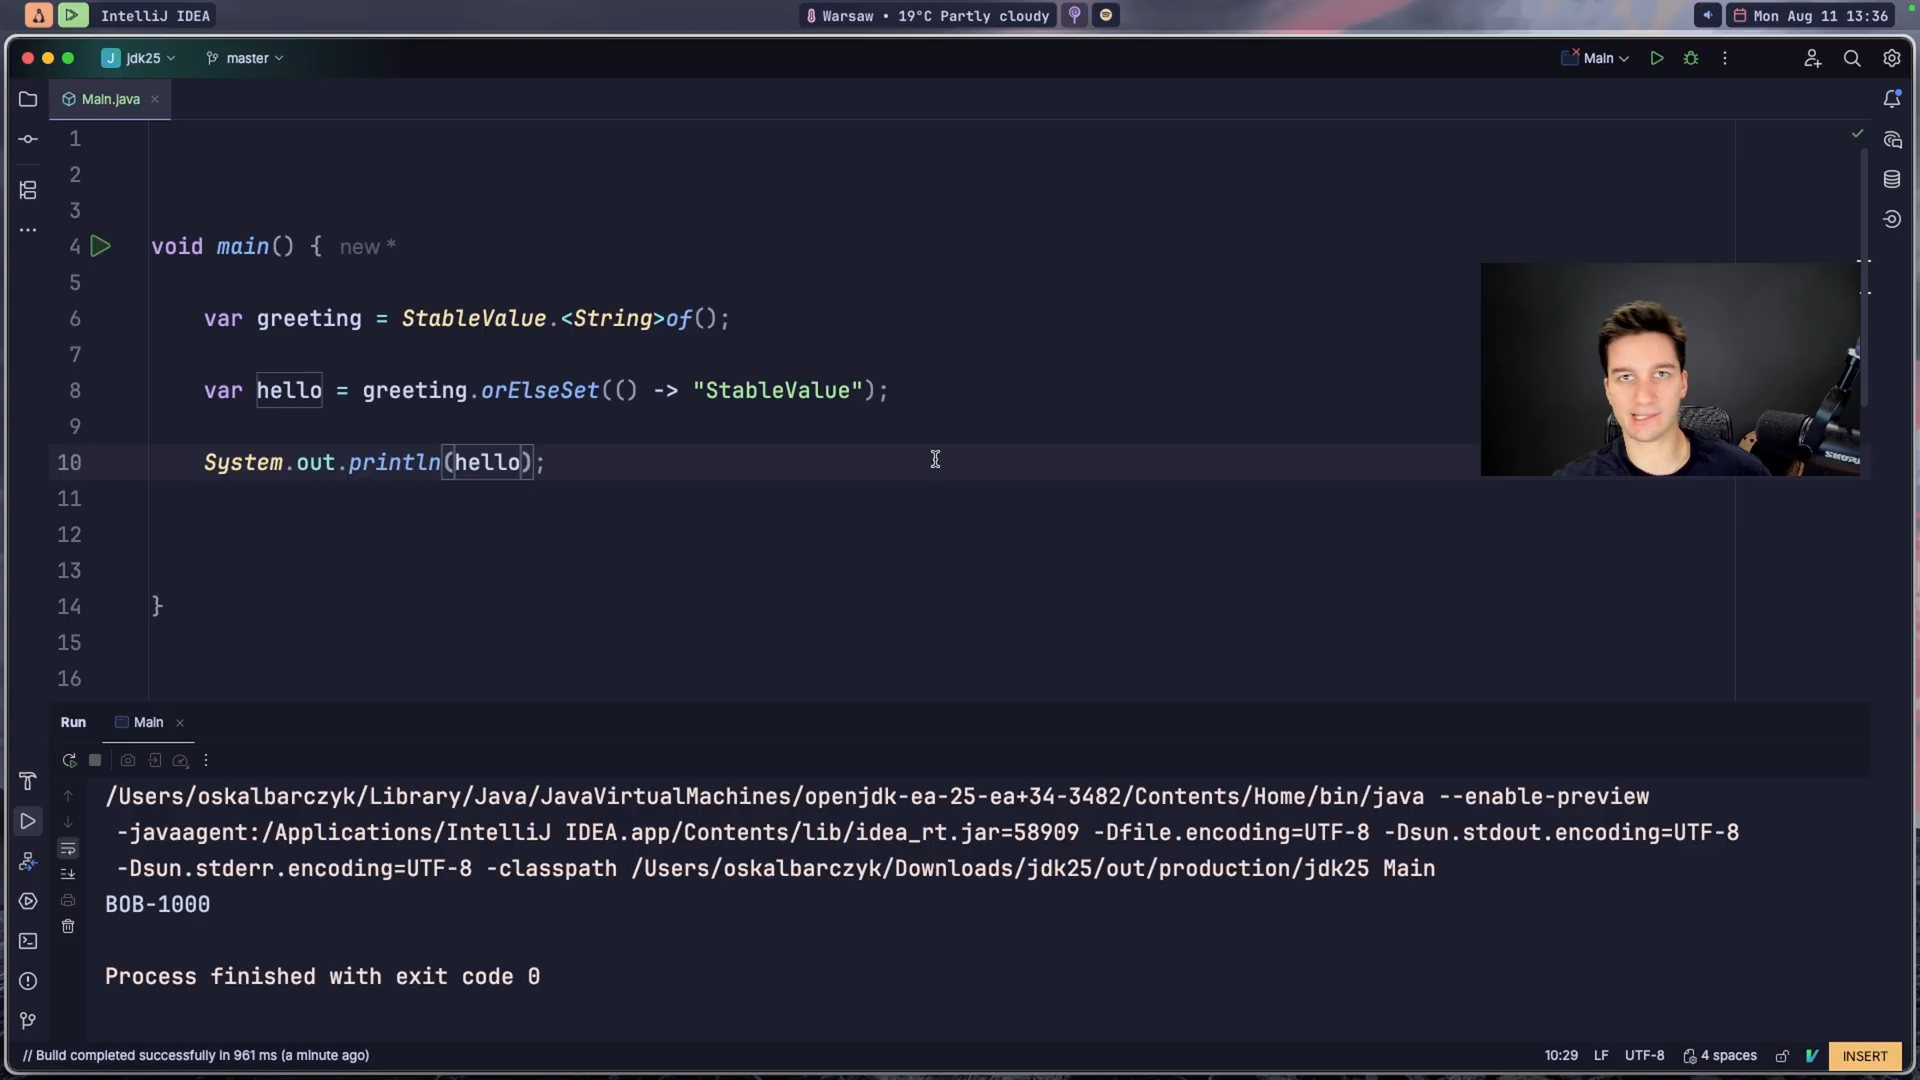 IntelliJ IDEA
Warsaw • 19°C Partly cloudy
Mon Aug 11 13:36
J jdk25
master
Main
Main.java
1
2
3
4 void main() { new *
5
6 var greeting = StableValue.<String>of();
7
8 var hello = greeting.orElseSet(() -> "StableValue");
9
10 System.out.println(hello);
11
12
13
14 }
15
16
Run Main
/Users/oskalbarczyk/Library/Java/JavaVirtualMachines/openjdk-ea-25-ea+34-3482/Contents/Home/bin/java --enable-preview
-javaagent:/Applications/IntelliJ IDEA.app/Contents/lib/idea_rt.jar=58909 -Dfile.encoding=UTF-8 -Dsun.stdout.encoding=UTF-8
-Dsun.stderr.encoding=UTF-8 -classpath /Users/oskalbarczyk/Downloads/jdk25/out/production/jdk25 Main
BOB-1000
Process finished with exit code 0
// Build completed successfully in 961 ms (a minute ago)
10:29 LF UTF-8 4 spaces INSERT